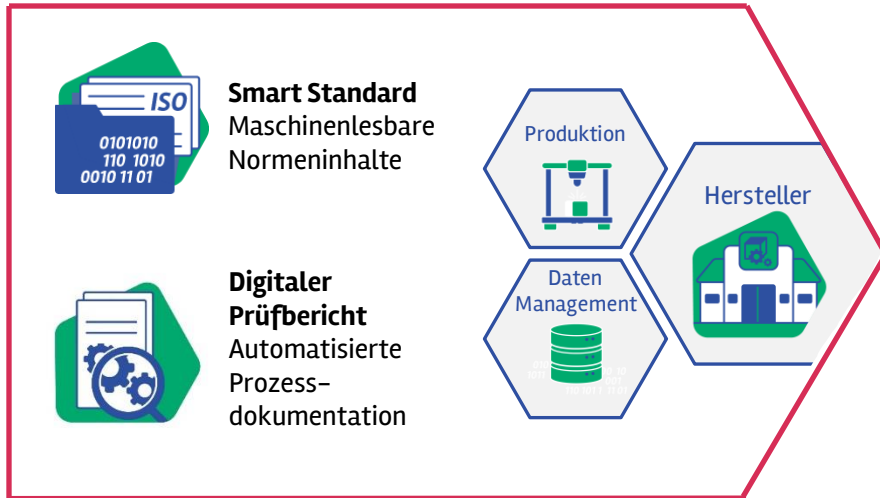 ISO
0101010
110 1010
0010 11 01
Smart Standard
Maschinenlesbare
Normeninhalte
Digitaler
Prüfbericht
Automatisierte
Prozess-
dokumentation
Produktion
Daten
Management
Hersteller